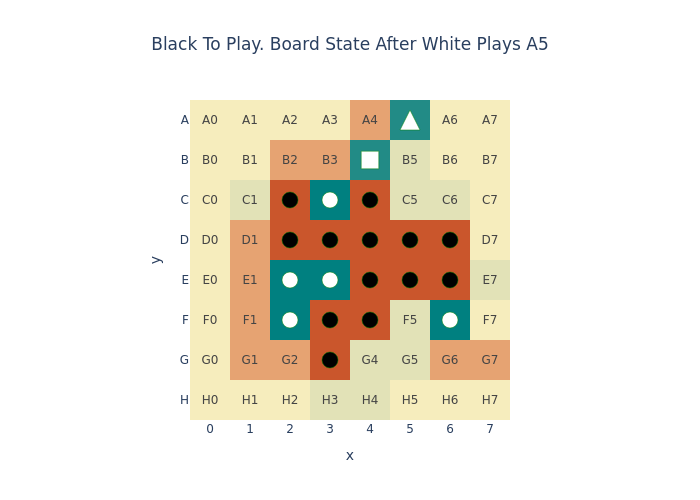 Black To Play. Board State After White Plays A5
A A0 A1 A2 A3 A4 A6 A7
B B0 B1 B2 B3 B5 B6 B7
C C0 C1 C5 C6 C7
D D0 D1 D7
y
E E0 E1 E7
F F0 F1 F5 F7
G G0 G1 G2 G4 G5 G6 G7
H H0 H1 H2 H3 H4 H5 H6 H7
0 1 2 3 4 5 6 7
x